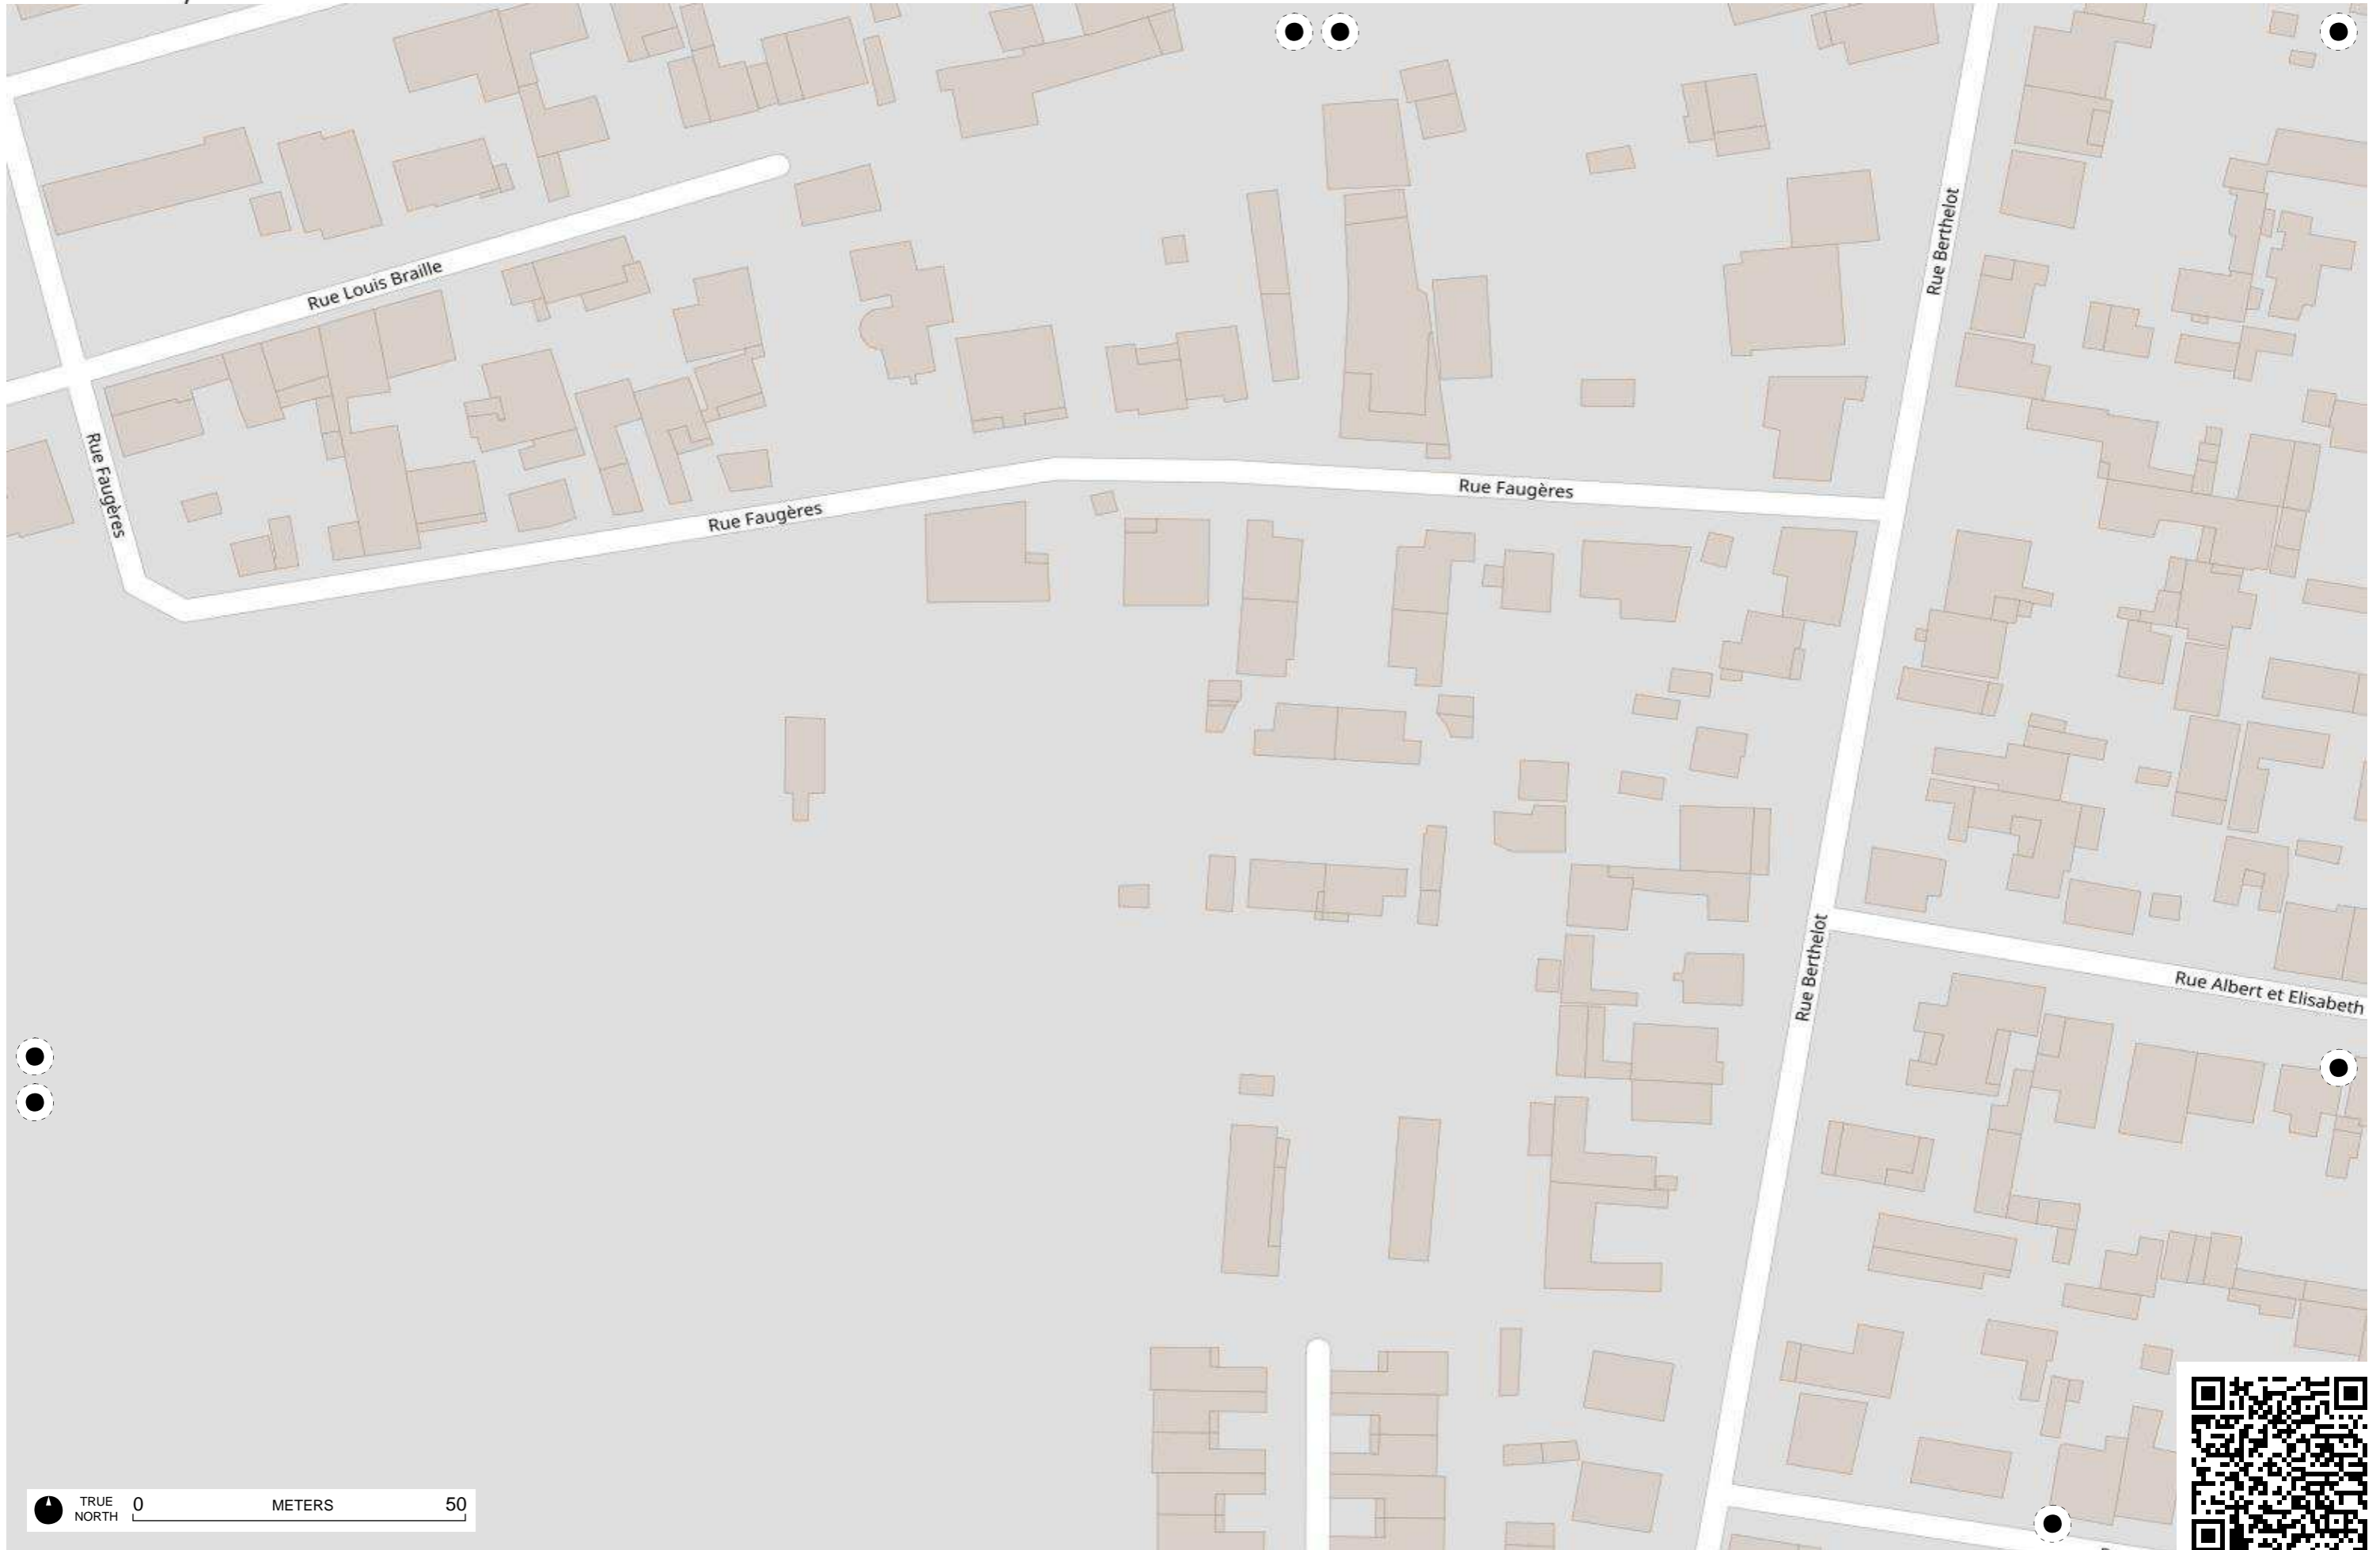 Rue Berthelot
Rue Louis Braille
Rue Faugères
Rue Faugères
Rue Faugères
Rue Berthelot
Rue Albert et Elisabeth
TRUE NORTH
0 METERS 50